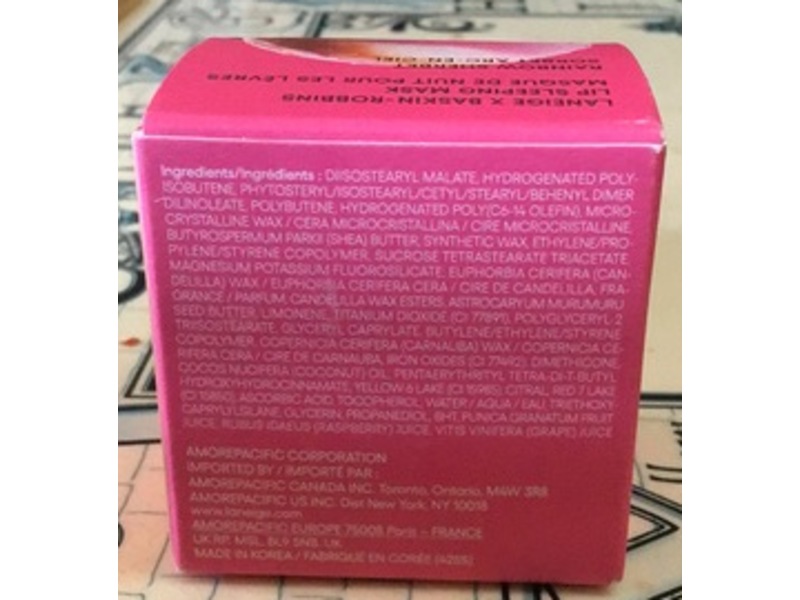 LANEIGE X BASKIN-ROBBINS
LIP SLEEPING MASK
MASQUE DE NUIT POUR LES LÈVRES
RAINBOW SHERBET
SORBET ARC-EN-CIEL
Ingredients/Ingrédients : DIISOSTEARYL MALATE, HYDROGENATED POLY-
ISOBUTENE, PHYTOSTERYL/ISOSTEARYL/CETYL/STEARYL/BEHENYL DIMER
DILINOLEATE, POLYBUTENE, HYDROGENATED POLY(C6-14 OLEFIN), MICRO-
CRYSTALLINE WAX / CERA MICROCRISTALLINA / CIRE MICROCRISTALLINE,
BUTYROSPERMUM PARKII (SHEA) BUTTER, SYNTHETIC WAX, ETHYLENE/PRO-
PYLENE/STYRENE COPOLYMER, SUCROSE TETRASTEARATE TRIACETATE,
MAGNESIUM POTASSIUM FLUOROSILICATE, EUPHORBIA CERIFERA (CAN-
DELILLA) WAX / EUPHORBIA CERIFERA CERA / CIRE DE CANDELILLA, FRA-
GRANCE / PARFUM, CANDELILLA WAX ESTERS, ASTROCARYUM MURUMURU
SEED BUTTER, LIMONENE, TITANIUM DIOXIDE (CI 77891), POLYGLYCERYL-2
TRIISOSTEARATE, GLYCERYL CAPRYLATE, BUTYLENE/ETHYLENE/STYRENE
COPOLYMER, COPERNICIA CERIFERA (CARNAUBA) WAX / COPERNICIA CE-
RIFERA CERA / CIRE DE CARNAUBA, IRON OXIDES (CI 77492), DIMETHICONE,
COCOS NUCIFERA (COCONUT) OIL, PENTAERYTHRITYL TETRA-DI-T-BUTYL
HYDROXYHYDROCINNAMATE, YELLOW 6 LAKE (CI 15985), CITRAL, RED 7 LAKE
(CI 15850), ASCORBIC ACID, TOCOPHEROL, WATER / AQUA / EAU, TRIETHOXY-
CAPRYLYLSILANE, GLYCERIN, PROPANEDIOL, BHT, PUNICA GRANATUM FRUIT
JUICE, RUBUS IDAEUS (RASPBERRY) JUICE, VITIS VINIFERA (GRAPE) JUICE
AMOREPACIFIC CORPORATION
IMPORTED BY / IMPORTÉ PAR :
AMOREPACIFIC CANADA INC. Toronto, Ontario, M4W 3R8
AMOREPACIFIC US INC. Dist New York, NY 10018
www.laneige.com
AMOREPACIFIC EUROPE 75008 Paris – FRANCE
UK RP, MSL, BL9 5NB, UK
MADE IN KOREA / FABRIQUÉ EN CORÉE